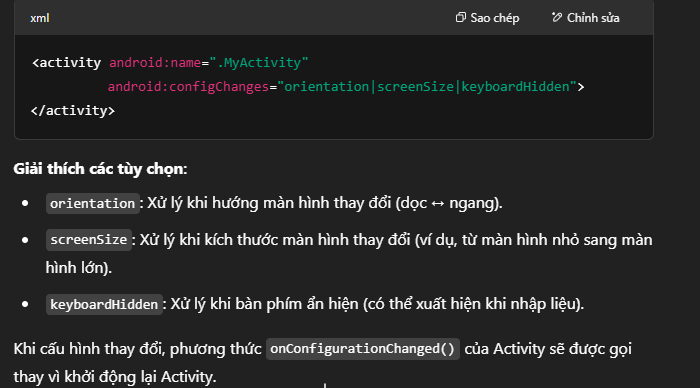 xml
Sao chép
Chỉnh sửa
<activity android:name=".MyActivity"
android:configChanges="orientation|screenSize|keyboardHidden">
</activity>
Giải thích các tùy chọn:
• orientation: Xử lý khi hướng màn hình thay đổi (dọc ↔ ngang).
• screenSize: Xử lý khi kích thước màn hình thay đổi (ví dụ, từ màn hình nhỏ sang màn
hình lớn).
• keyboardHidden: Xử lý khi bàn phím ẩn hiện (có thể xuất hiện khi nhập liệu).
Khi cấu hình thay đổi, phương thức onConfigurationChanged() của Activity sẽ được gọi
thay vì khởi động lại Activity.